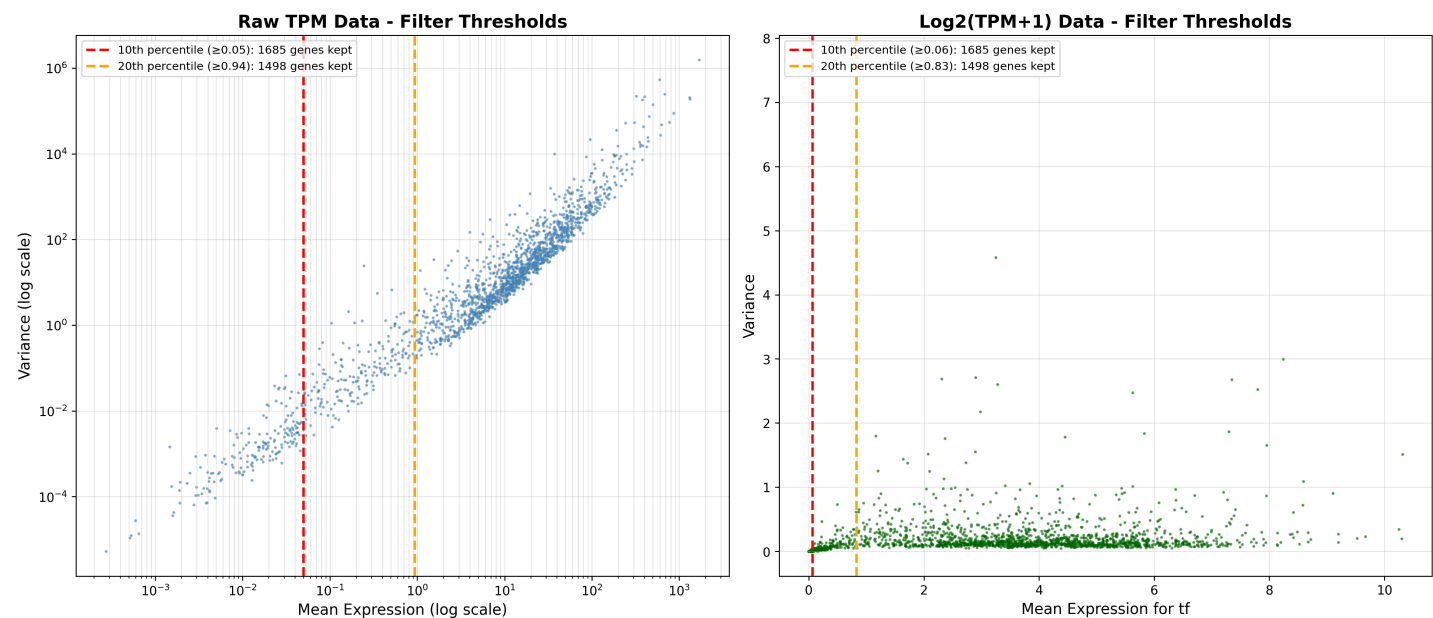 Raw TPM Data - Filter Thresholds
10th percentile (≥0.05): 1685 genes kept
20th percentile (≥0.94): 1498 genes kept
Variance (log scale)
10⁶
10⁴
10²
10⁰
10⁻²
10⁻⁴
10⁻³
10⁻²
10⁻¹
10⁰
10¹
10²
10³
Mean Expression (log scale)
Log2(TPM+1) Data - Filter Thresholds
10th percentile (≥0.06): 1685 genes kept
20th percentile (≥0.83): 1498 genes kept
Variance
8
7
6
5
4
3
2
1
0
0
2
4
6
8
10
Mean Expression for tf